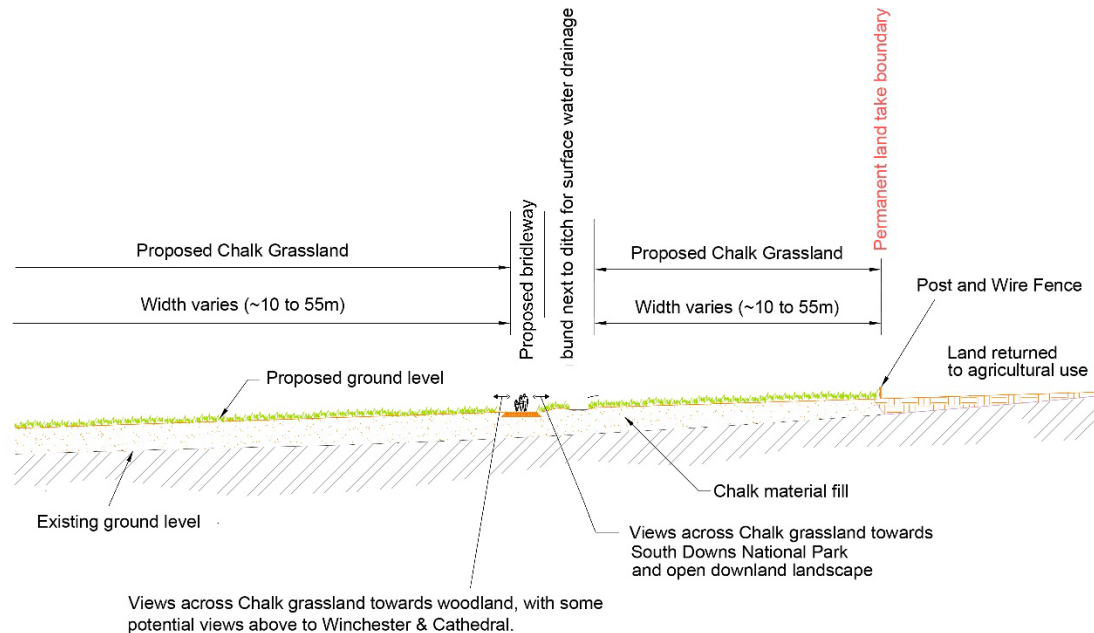 bund next to ditch for surface water drainage
Permanent land take boundary
Proposed bridleway
Proposed Chalk Grassland
Width varies (~10 to 55m)
Proposed Chalk Grassland
Width varies (~10 to 55m)
Post and Wire Fence
Land returned
to agricultural use
Proposed ground level
Existing ground level
Chalk material fill
Views across Chalk grassland towards
South Downs National Park
and open downland landscape
Views across Chalk grassland towards woodland, with some
potential views above to Winchester & Cathedral.